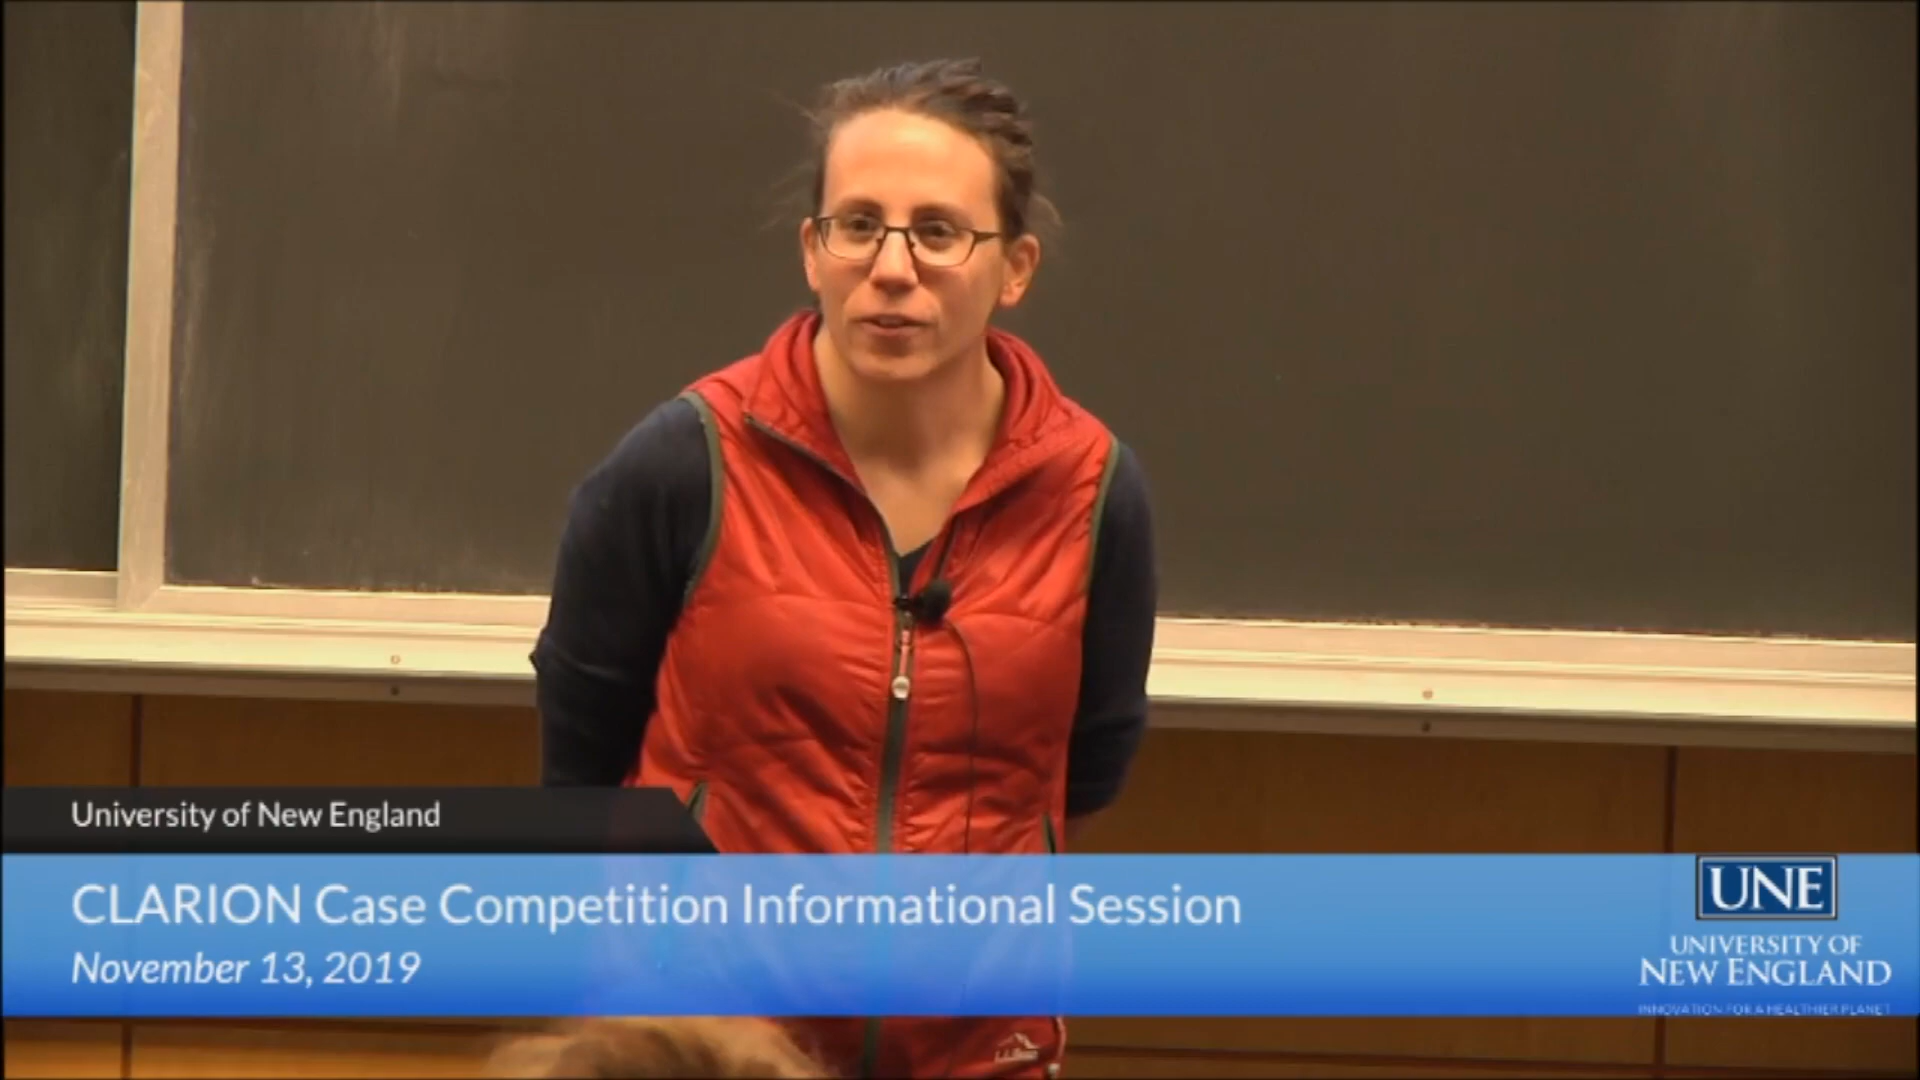 University of New England
CLARION Case Competition Informational Session
November 13, 2019
UNE
UNIVERSITY OF
NEW ENGLAND
INNOVATION FOR A HEALTHIER PLANET
L.L.Bean